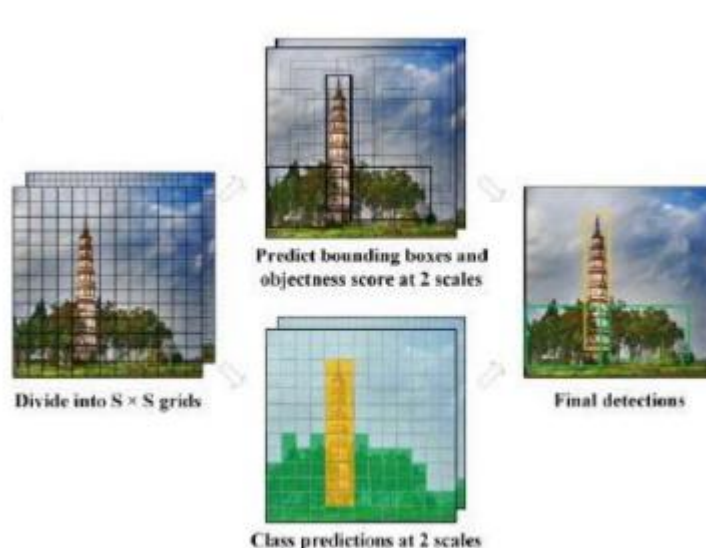 Predict bounding boxes and
objectness score at 2 scales
Divide into S × S grids
Final detections
Class predictions at 2 scales